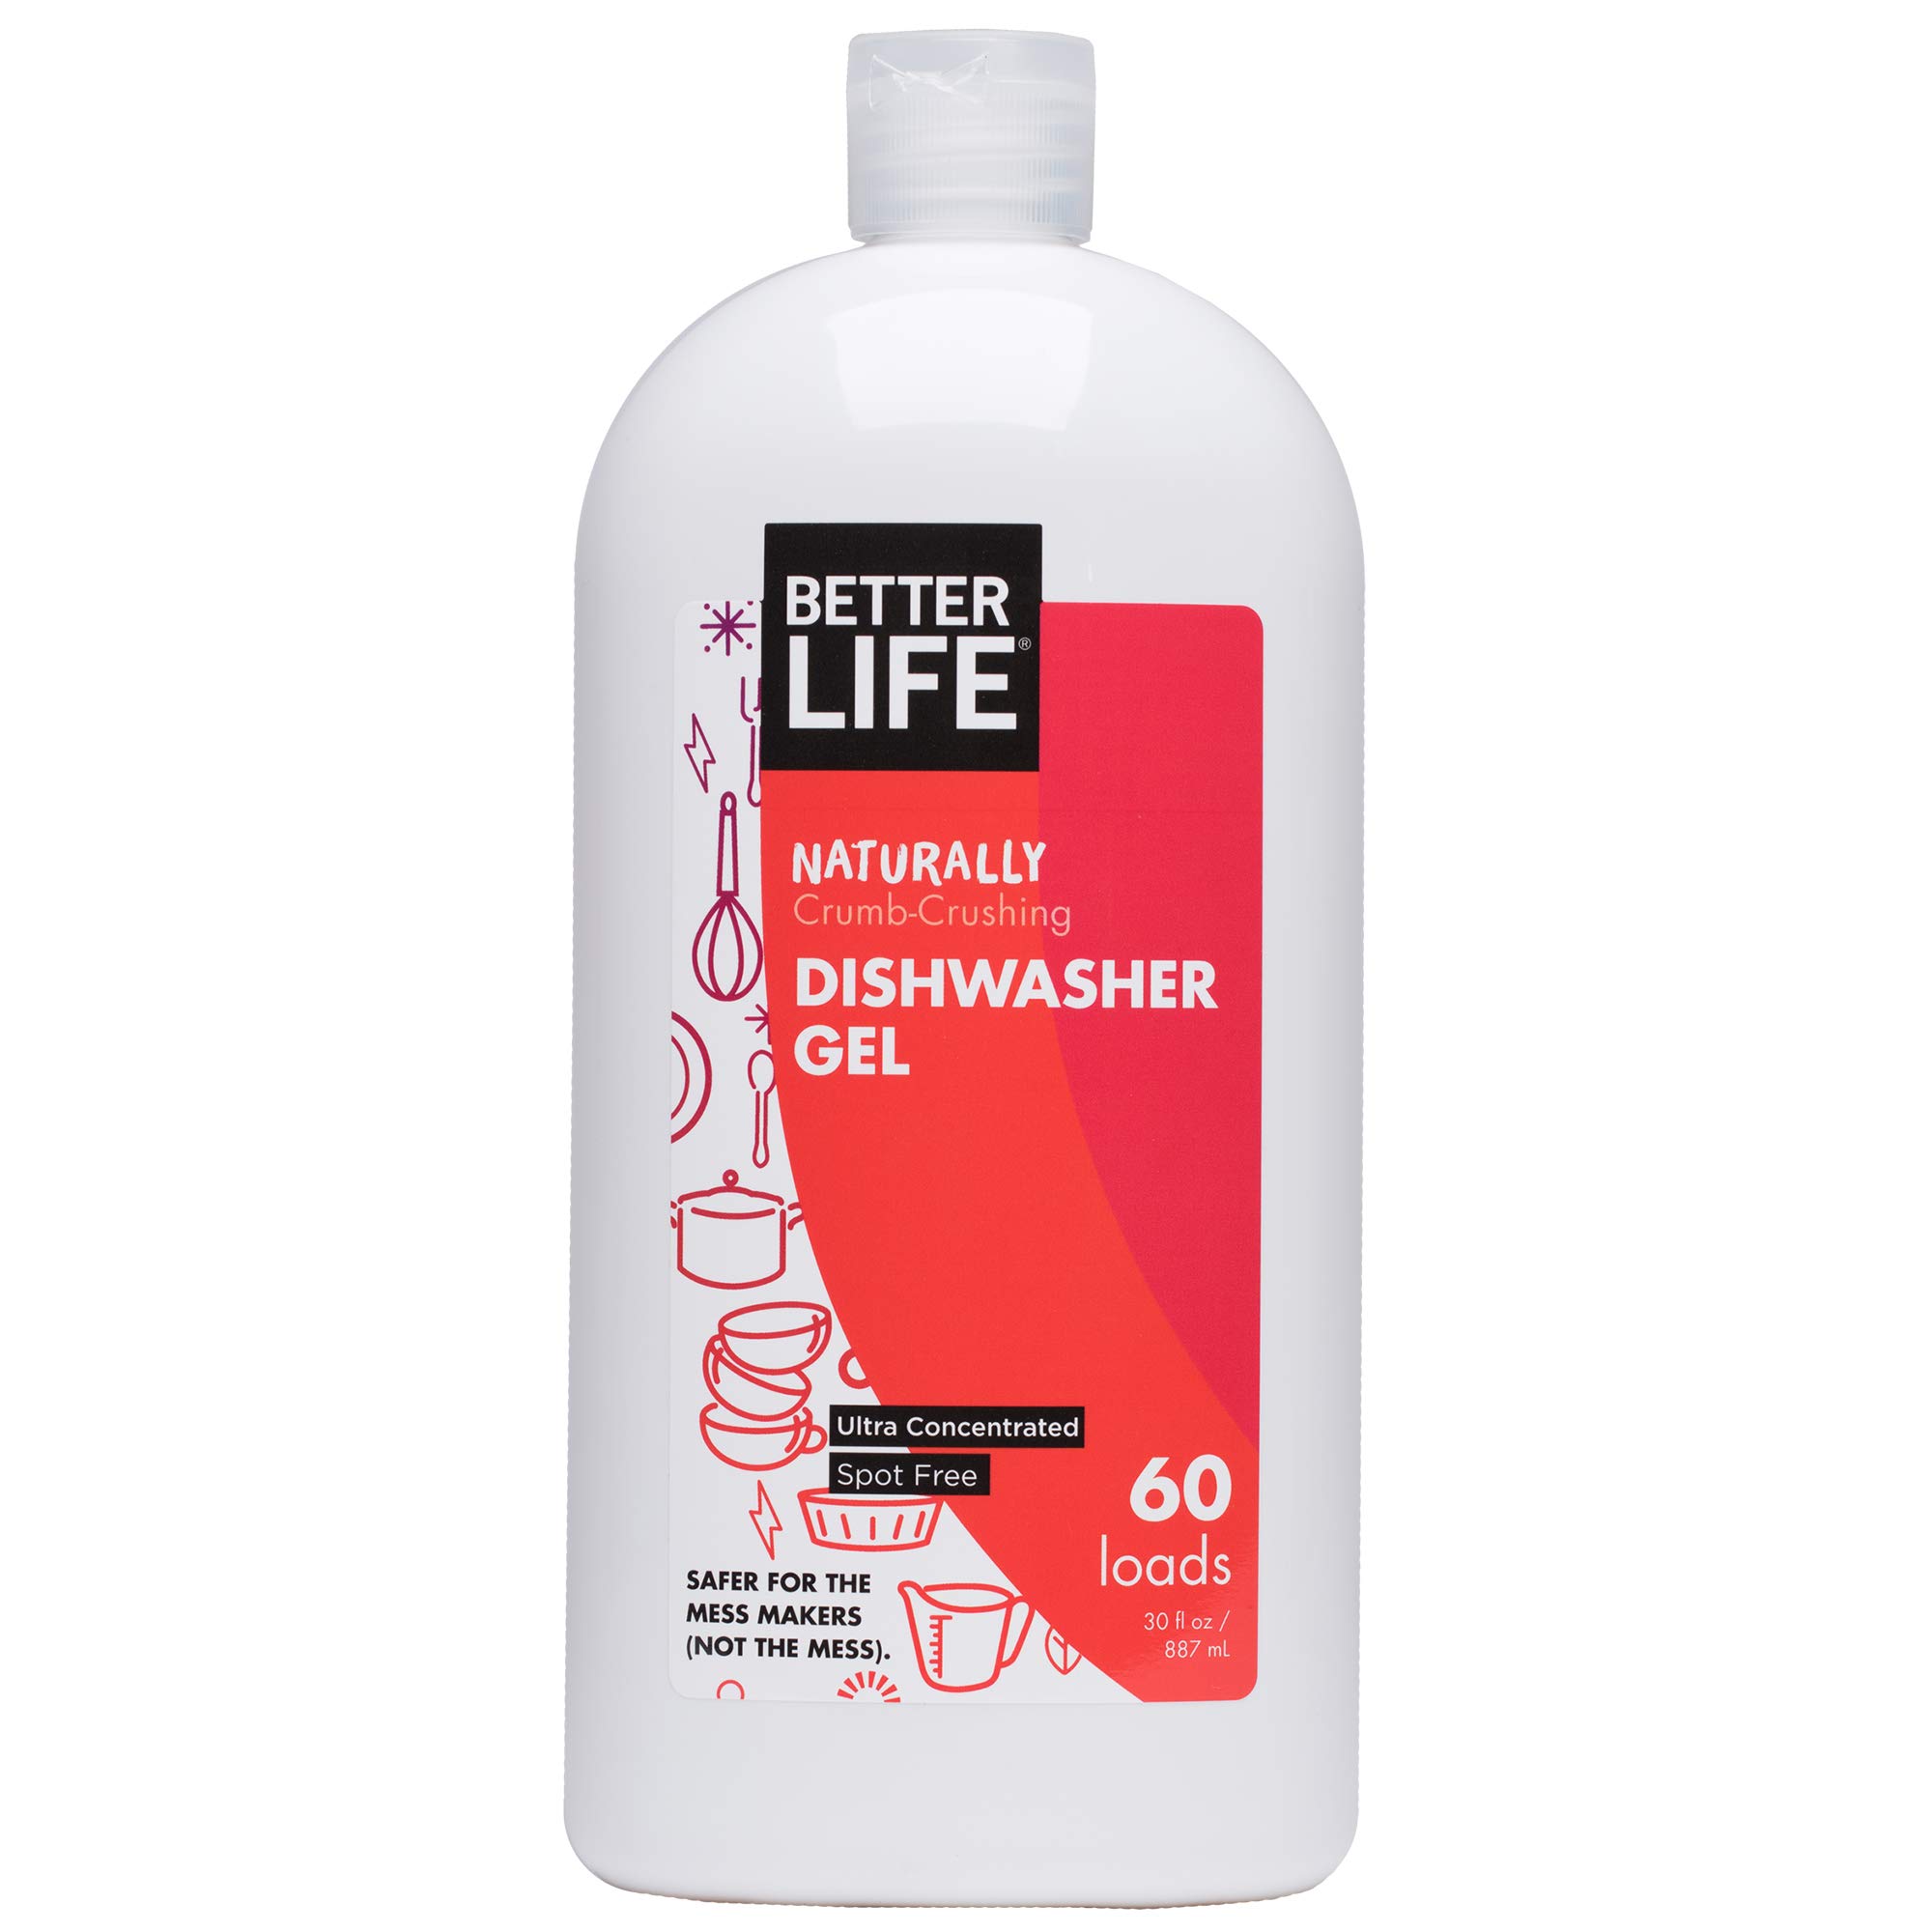 BETTER
LIFE®
NATURALLY
Crumb-Crushing
DISHWASHER
GEL
Ultra Concentrated
Spot Free
60
loads
30 fl oz /
887 mL
SAFER FOR THE
MESS MAKERS
(NOT THE MESS).